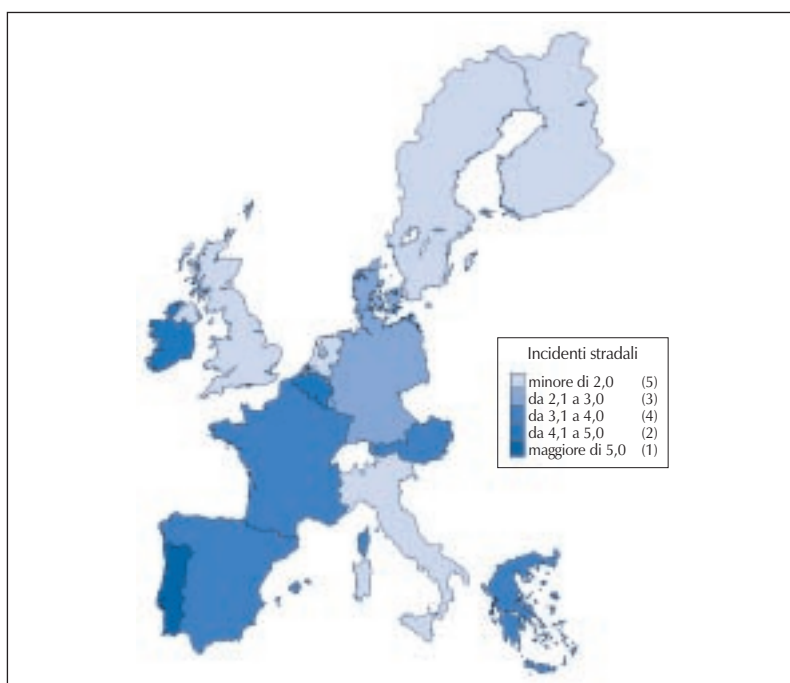 Incidenti stradali
minore di 2,0 (5)
da 2,1 a 3,0 (3)
da 3,1 a 4,0 (4)
da 4,1 a 5,0 (2)
maggiore di 5,0 (1)